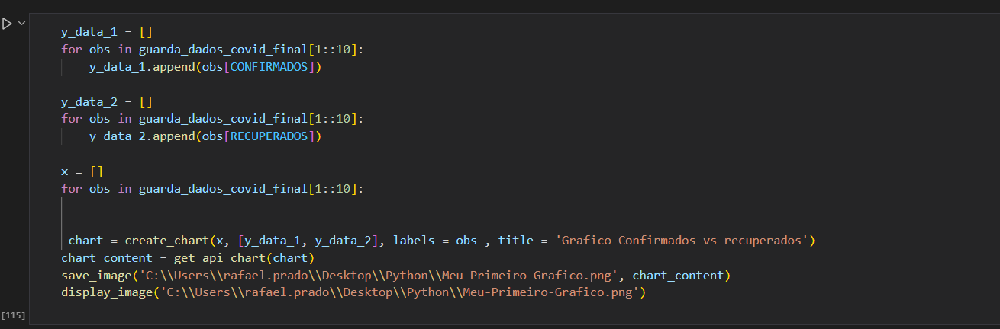 y_data_1 = []
for obs in guarda_dados_covid_final[1::10]:
    y_data_1.append(obs[CONFIRMADOS])
y_data_2 = []
for obs in guarda_dados_covid_final[1::10]:
    y_data_2.append(obs[RECUPERADOS])
x = []
for obs in guarda_dados_covid_final[1::10]:
 chart = create_chart(x, [y_data_1, y_data_2], labels = obs , title = 'Grafico Confirmados vs recuperados')
chart_content = get_api_chart(chart)
save_image('C:\\Users\\rafael.prado\\Desktop\\Python\\Meu-Primeiro-Grafico.png', chart_content)
display_image('C:\\Users\\rafael.prado\\Desktop\\Python\\Meu-Primeiro-Grafico.png')
[115]